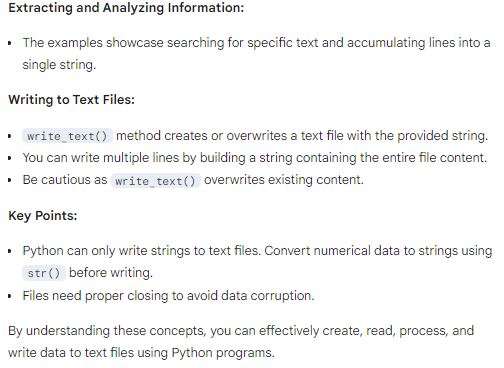 Extracting and Analyzing Information:
• The examples showcase searching for specific text and accumulating lines into a
single string.
Writing to Text Files:
• write_text() method creates or overwrites a text file with the provided string.
• You can write multiple lines by building a string containing the entire file content.
• Be cautious as write_text() overwrites existing content.
Key Points:
• Python can only write strings to text files. Convert numerical data to strings using
str() before writing.
• Files need proper closing to avoid data corruption.
By understanding these concepts, you can effectively create, read, process, and
write data to text files using Python programs.